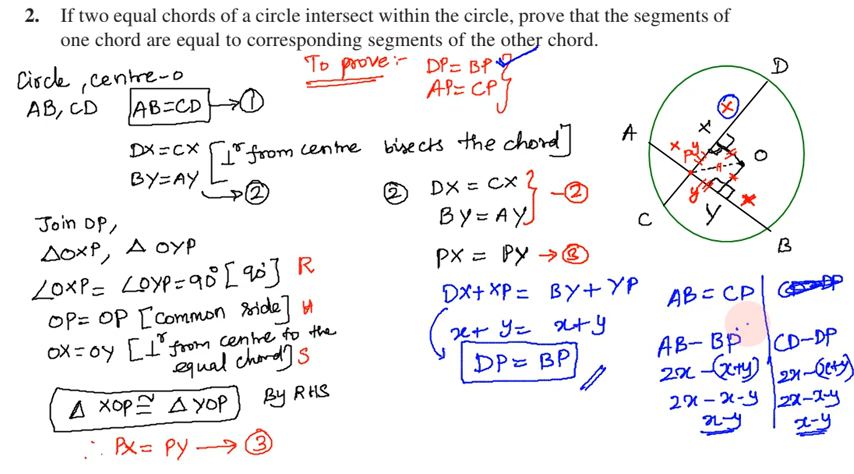 2. If two equal chords of a circle intersect within the circle, prove that the segments of
one chord are equal to corresponding segments of the other chord.
Circle, centre-O
AB, CD AB=CD → ①
To prove:- DP = BP
AP = CP
DX = CX [⊥r from centre bisects the chord]
BY = AY → ②
Join OP,
△OXP, △ OYP
∠OXP = ∠OYP = 90° [90°] R
OP = OP [Common side] H
OX = OY [⊥r from centre to the
equal chord] S
△ XOP ≅ △ YOP By RHS
∴ PX = PY → ③
② DX = CX
BY = AY - ②
PX = PY → ③
DX + XP = BY + YP
x + y = x + y
DP = BP
AB = CD
AB - BP CD - DP
2x - (x+y) 2x - (x+y)
2x - x - y 2x - x - y
x - y x - y
D
x
X
A
x
P
y
O
y
x
C
Y
B